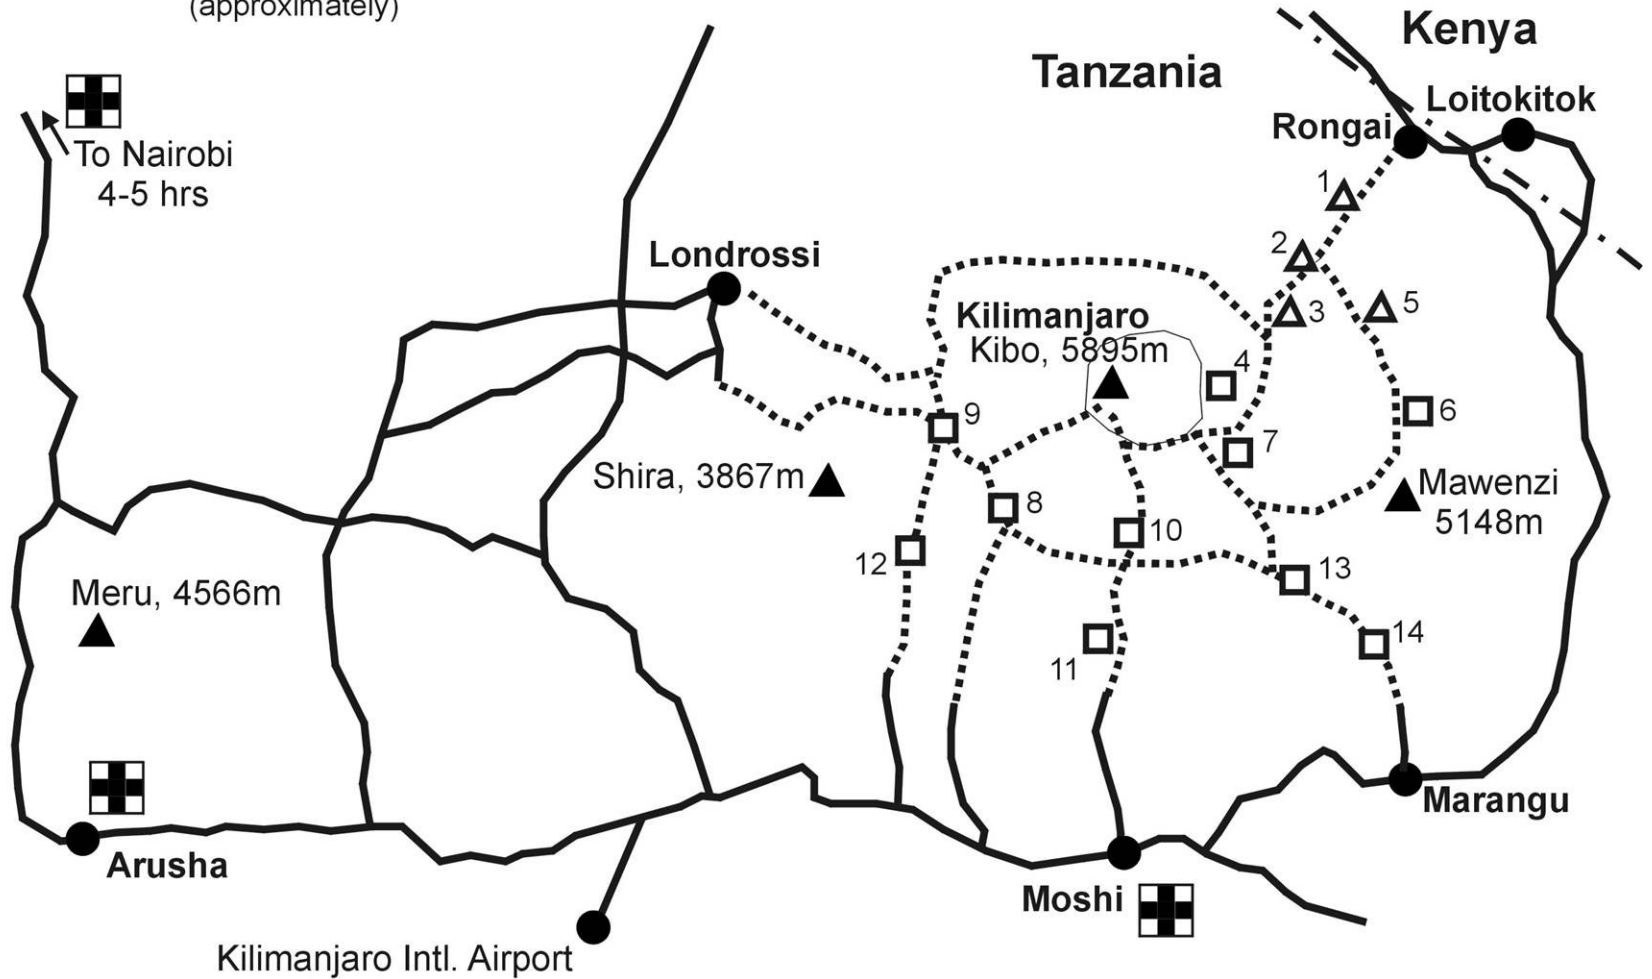 (approximately)
Kenya
Tanzania
Loitokitok
Rongai
To Nairobi
4-5 hrs
1
2
Londrossi
3
5
Kilimanjaro
Kibo, 5895m
4
6
9
7
Shira, 3867m
Mawenzi
5148m
8
10
12
13
Meru, 4566m
14
11
Marangu
Arusha
Moshi
Kilimanjaro Intl. Airport